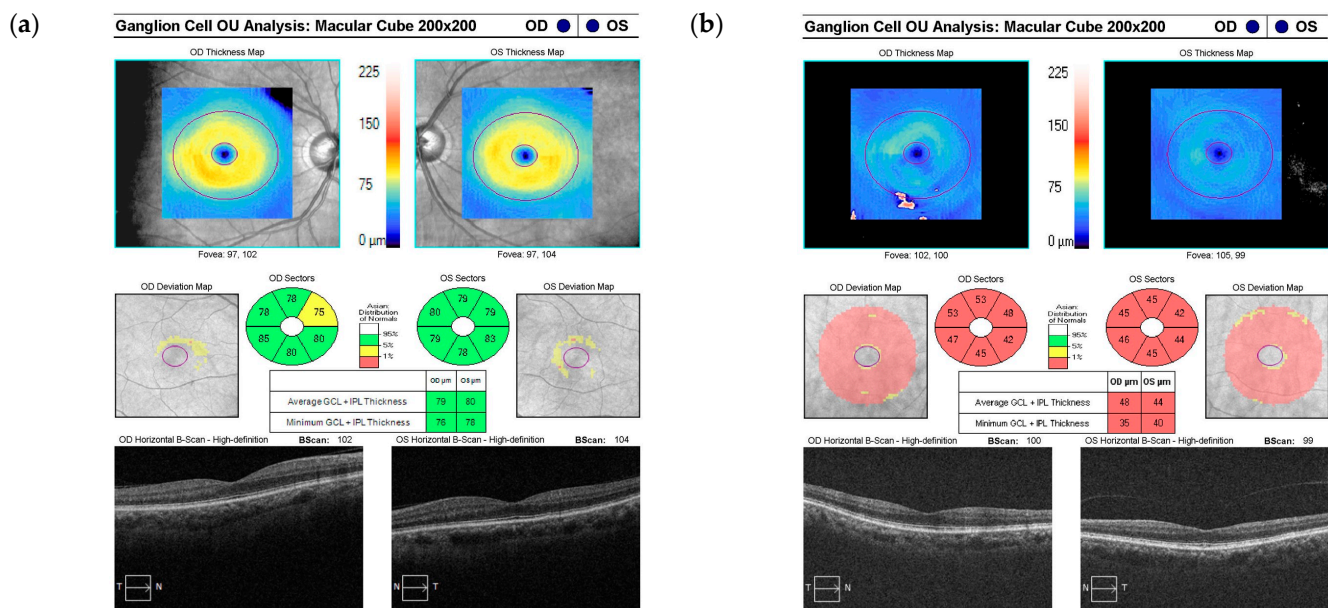 (a)
Ganglion Cell OU Analysis: Macular Cube 200x200 OD OS
OD Thickness Map
OS Thickness Map
225
150
75
0 µm
Fovea: 97, 102
Fovea: 97, 104
OD Deviation Map
OD Sectors
OS Sectors
OS Deviation Map
78
78 75
85 80
80
Asian:
Distribution
of Normals
95%
5%
1%
79
80 79
79 83
78
OD µm OS µm
Average GCL + IPL Thickness 79 80
Minimum GCL + IPL Thickness 76 78
OD Horizontal B-Scan - High-definition BScan: 102
OS Horizontal B-Scan - High-definition BScan: 104
T N
N T
(b)
Ganglion Cell OU Analysis: Macular Cube 200x200 OD OS
OD Thickness Map
OS Thickness Map
225
150
75
0 µm
Fovea: 102, 100
Fovea: 105, 99
OD Deviation Map
OD Sectors
OS Sectors
OS Deviation Map
53
53 48
47 42
45
Asian:
Distribution
of Normals
95%
5%
1%
45
45 42
46 44
45
OD µm OS µm
Average GCL + IPL Thickness 48 44
Minimum GCL + IPL Thickness 35 40
OD Horizontal B-Scan - High-definition BScan: 100
OS Horizontal B-Scan - High-definition BScan: 99
T N
N T